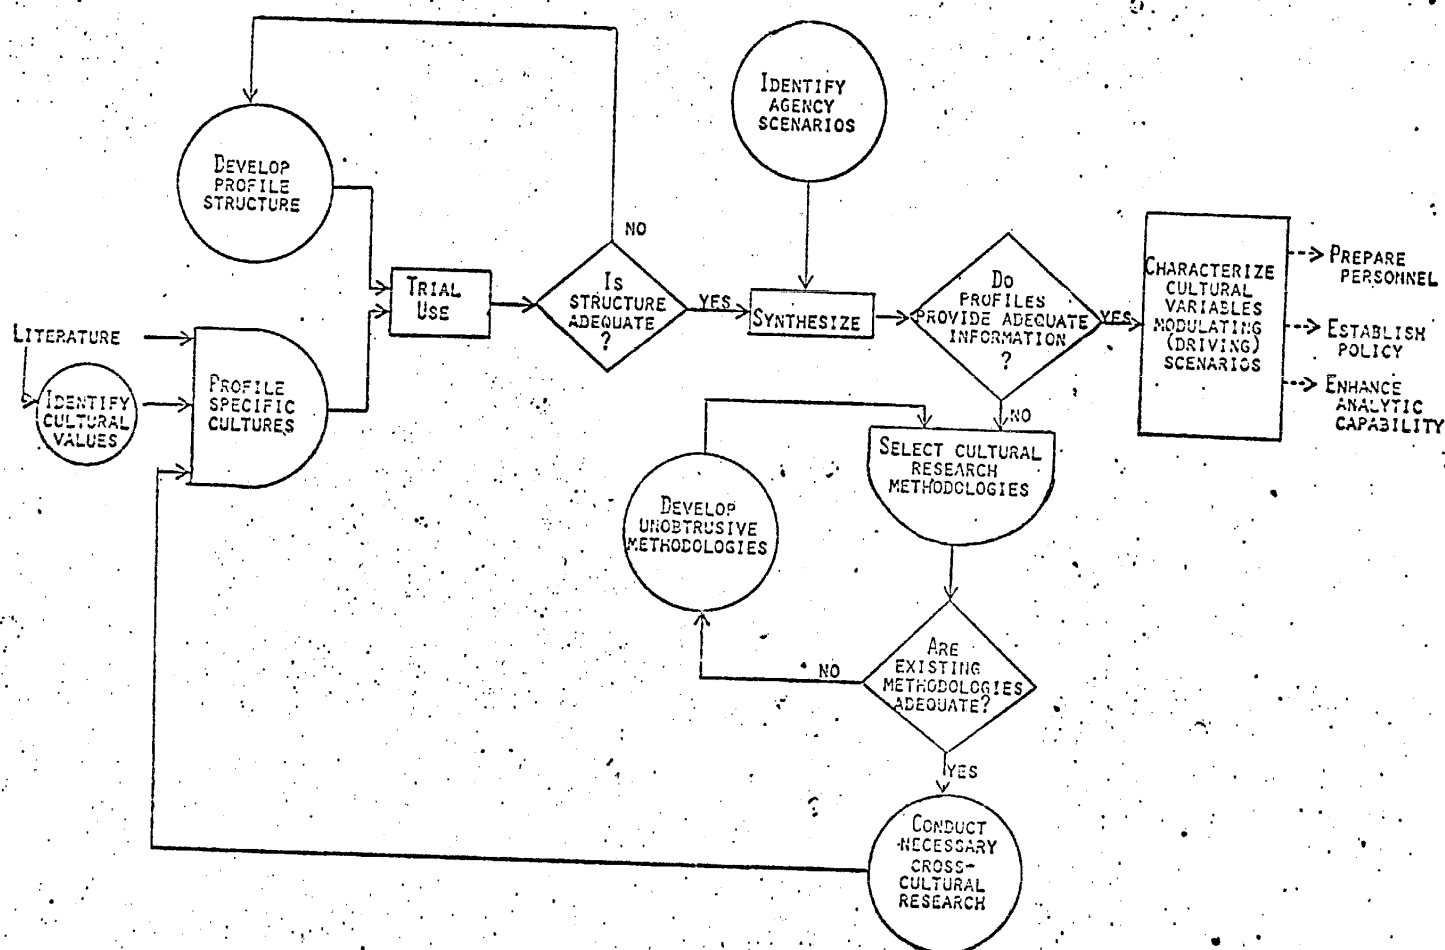 IDENTIFY
AGENCY
SCENARIOS
DEVELOP
PROFILE
STRUCTURE
NO
TRIAL
USE
IS
STRUCTURE
ADEQUATE
?
YES
SYNTHESIZE
DO
PROFILES
PROVIDE ADEQUATE
INFORMATION
?
YES
CHARACTERIZE
CULTURAL
VARIABLES
MODULATING
(DRIVING)
SCENARIOS
PREPARE
PERSONNEL
ESTABLISH
POLICY
ENHANCE
ANALYTIC
CAPABILITY
LITERATURE
IDENTIFY
CULTURAL
VALUES
PROFILE
SPECIFIC
CULTURES
NO
SELECT CULTURAL
RESEARCH
METHODOLOGIES
DEVELOP
UNOBTRUSIVE
METHODOLOGIES
ARE
EXISTING
METHODOLOGIES
ADEQUATE?
NO
YES
CONDUCT
NECESSARY
CROSS-
CULTURAL
RESEARCH